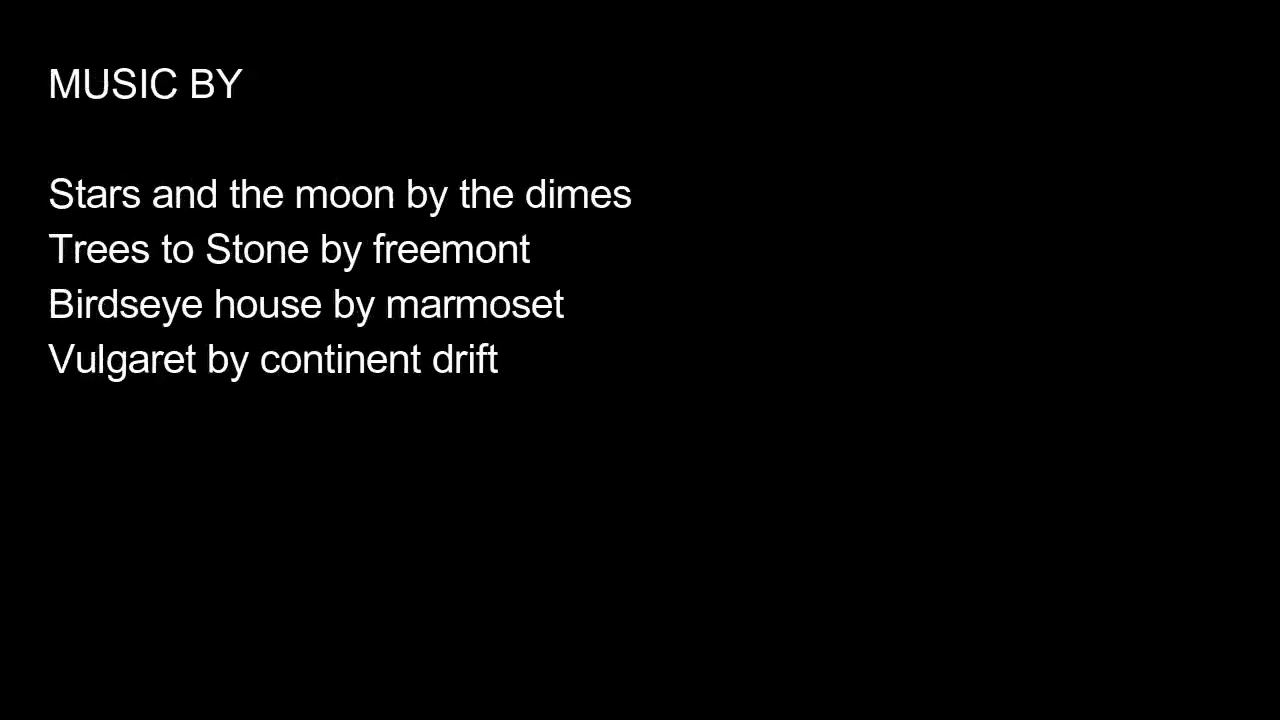 MUSIC BY
Stars and the moon by the dimes
Trees to Stone by freemont
Birdseye house by marmoset
Vulgaret by continent drift